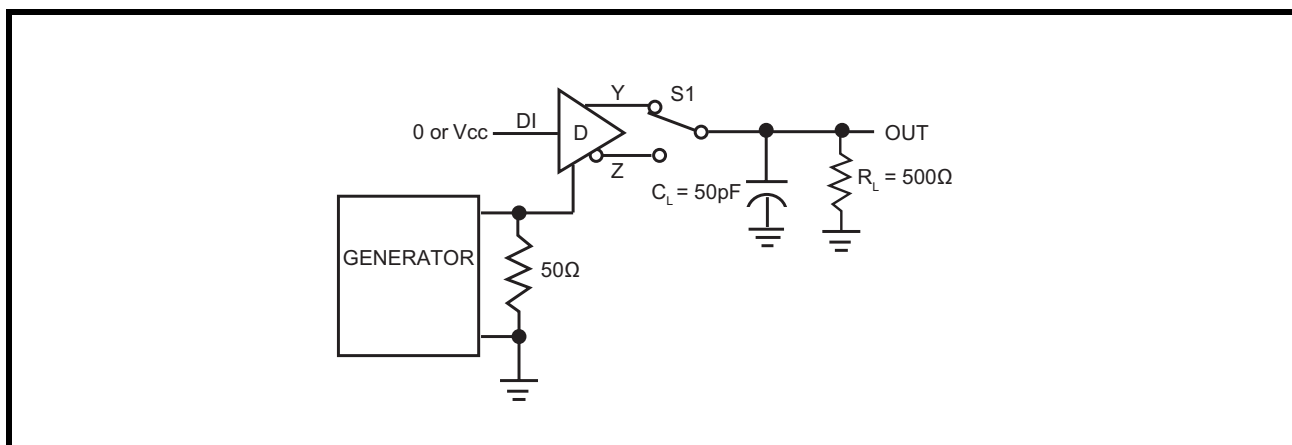 Y
S1
DI
0 or Vcc
D
OUT
Z
C_L = 50pF
R_L = 500Ω
GENERATOR
50Ω